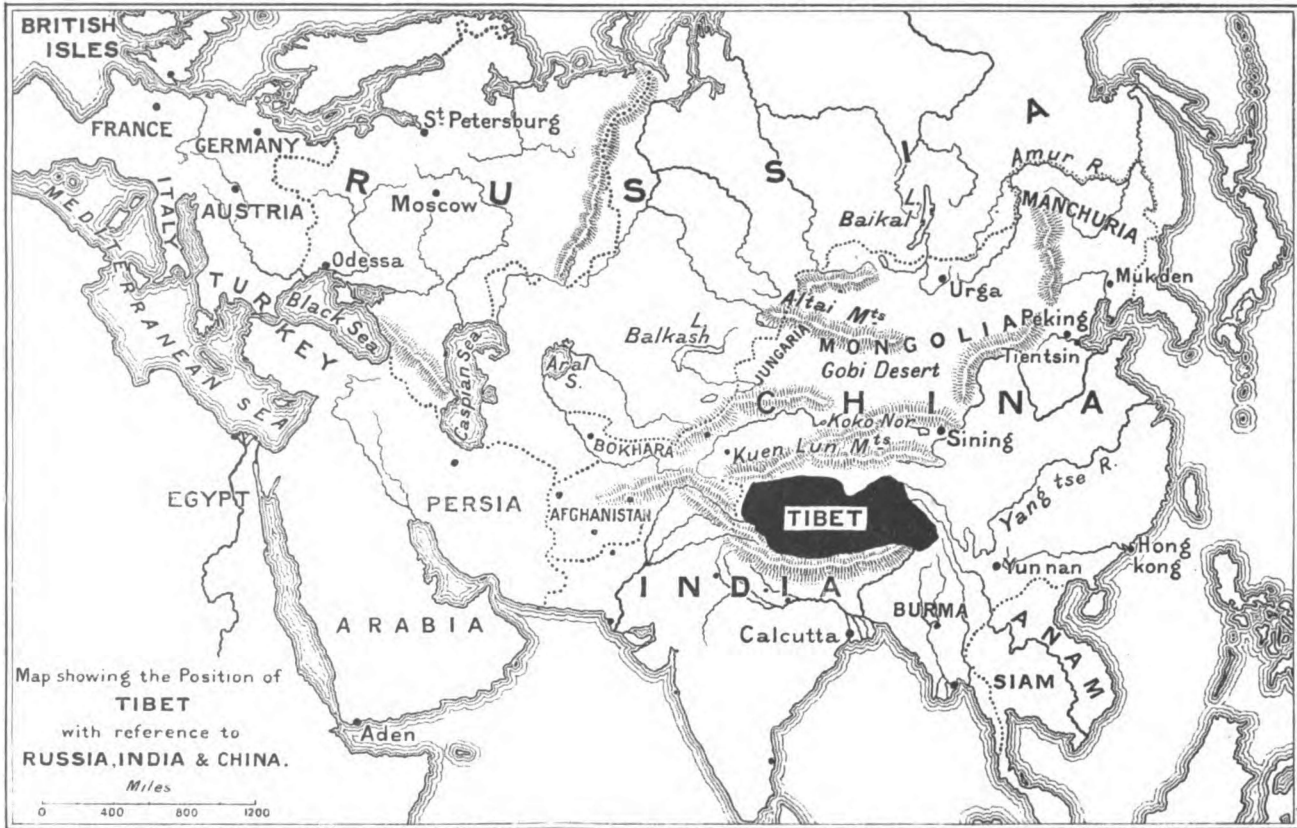 BRITISH
ISLES
FRANCE
GERMANY
St. Petersburg
RUSSIA
ITALY
AUSTRIA
Moscow
MEDITERRANEAN SEA
Odessa
TURKEY
Black Sea
Caspian Sea
Aral
S.
L.
Balkash
L.
Baikal
Amur R.
MANCHURIA
Mukden
Urga
Altai Mts
JUNGARIA
MONGOLIA
Gobi Desert
Peking
Tientsin
CHINA
Koko Nor
Sining
Kuen Lun Mts
BOKHARA
EGYPT
PERSIA
AFGHANISTAN
TIBET
Yang tse R.
Hong
kong
Yunnan
INDIA
BURMA
ANAM
ARABIA
Calcutta
SIAM
Aden
Map showing the Position of
TIBET
with reference to
RUSSIA, INDIA & CHINA.
Miles
0 400 800 1200